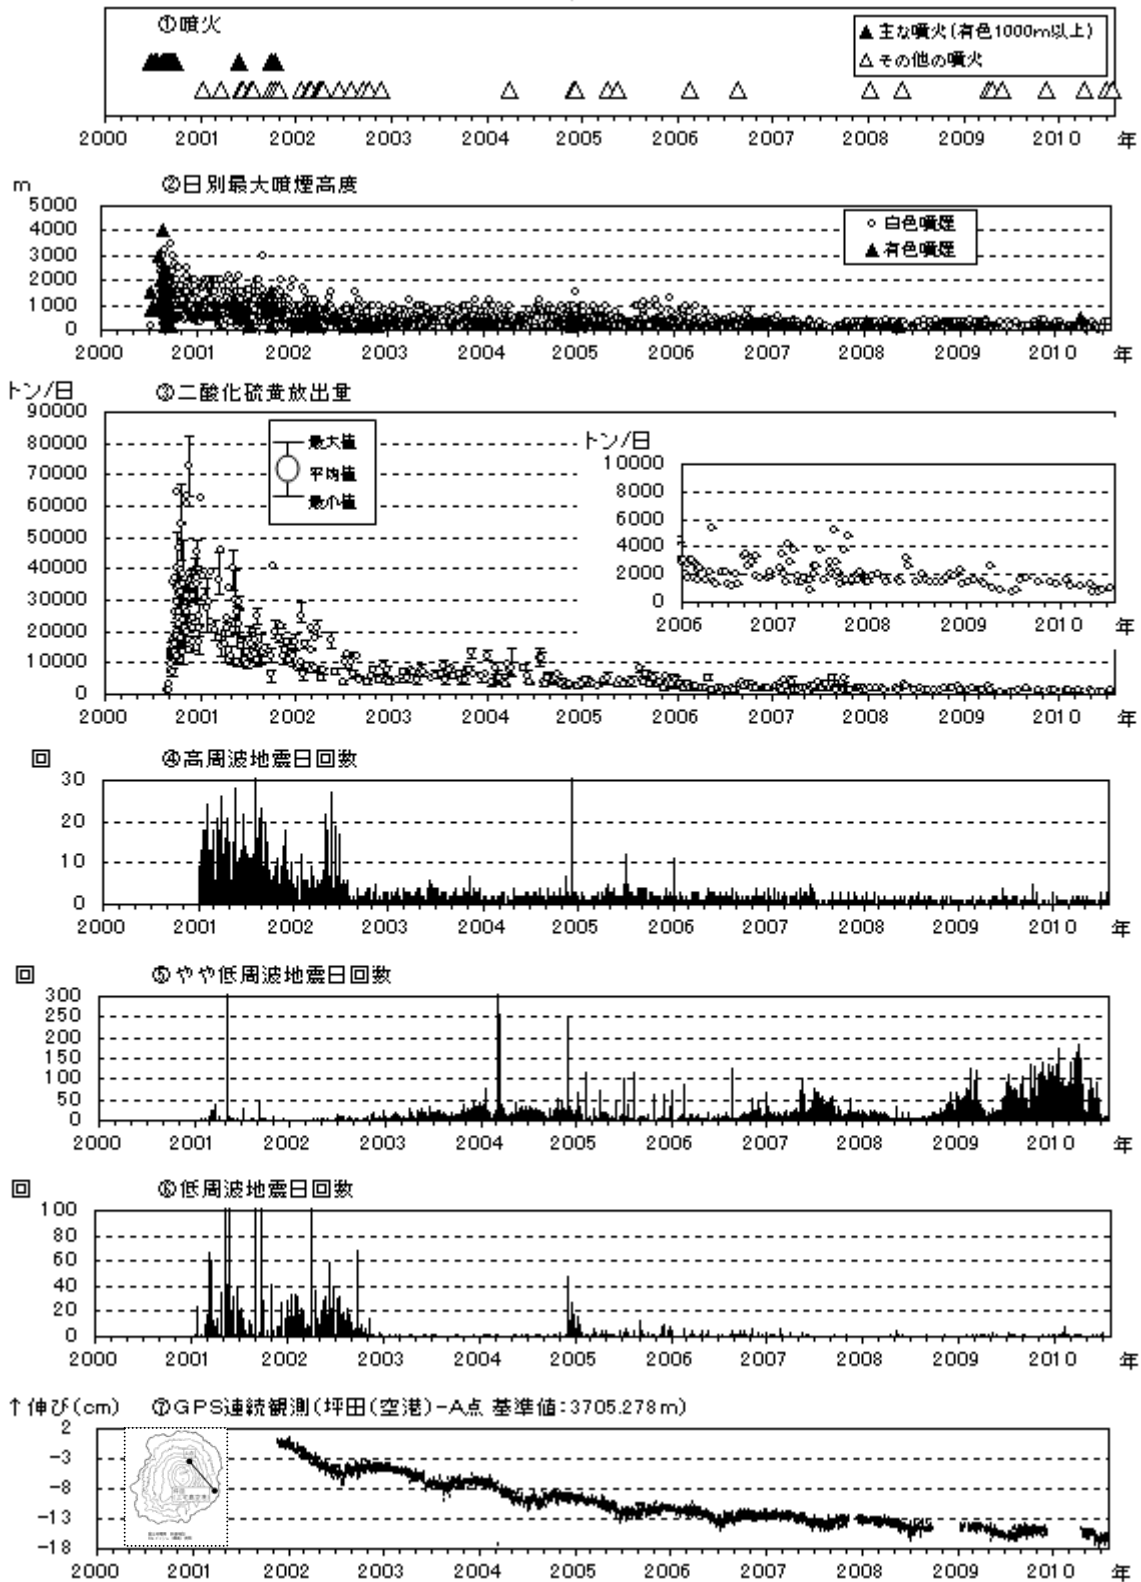 ①噴火
▲ 主な噴火(有色1000m以上)
△ その他の噴火
2000 2001 2002 2003 2004 2005 2006 2007 2008 2009 2010 年
m ②日別最大噴煙高度
5000
4000
3000
2000
1000
0
○ 白色噴煙
▲ 有色噴煙
2000 2001 2002 2003 2004 2005 2006 2007 2008 2009 2010 年
トン/日 ③二酸化硫黄放出量
90000
80000
70000
60000
50000
40000
30000
20000
10000
0
最大値
平均値
最小値
トン/日
10000
8000
6000
4000
2000
0
2006 2007 2008 2009 2010 年
2000 2001 2002 2003 2004 2005 2006 2007 2008 2009 2010 年
回 ④高周波地震日回数
30
20
10
0
2000 2001 2002 2003 2004 2005 2006 2007 2008 2009 2010 年
回 ⑤やや低周波地震日回数
300
250
200
150
100
50
0
2000 2001 2002 2003 2004 2005 2006 2007 2008 2009 2010 年
回 ⑥低周波地震日回数
100
80
60
40
20
0
2000 2001 2002 2003 2004 2005 2006 2007 2008 2009 2010 年
↑伸び(cm) ⑦GPS連続観測(坪田(空港)-A点 基準値:3705.278m)
2
-3
-8
-13
-18
2000 2001 2002 2003 2004 2005 2006 2007 2008 2009 2010 年